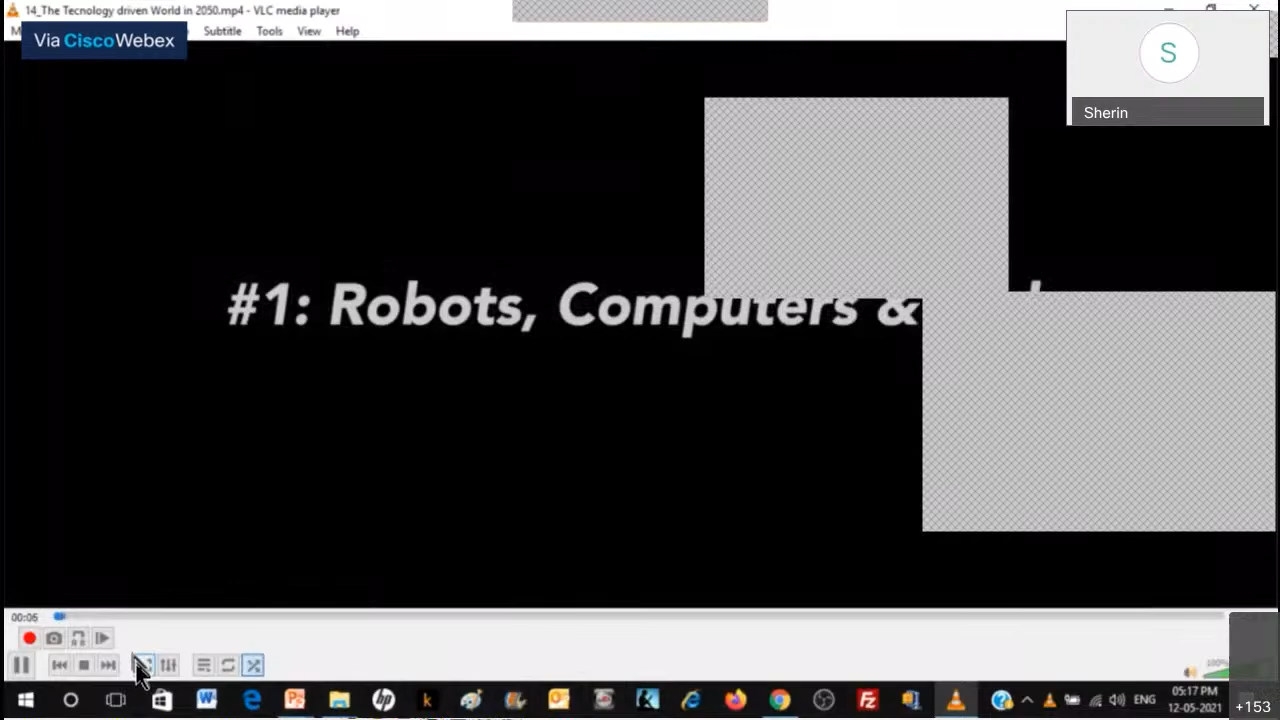 14_The Tecnology driven World in 2050.mp4 - VLC media player
Via CiscoWebex
Subtitle Tools View Help
S
Sherin
#1: Robots, Computers &
00:06
100%
ENG
05:17 PM
12-05-2021
+153